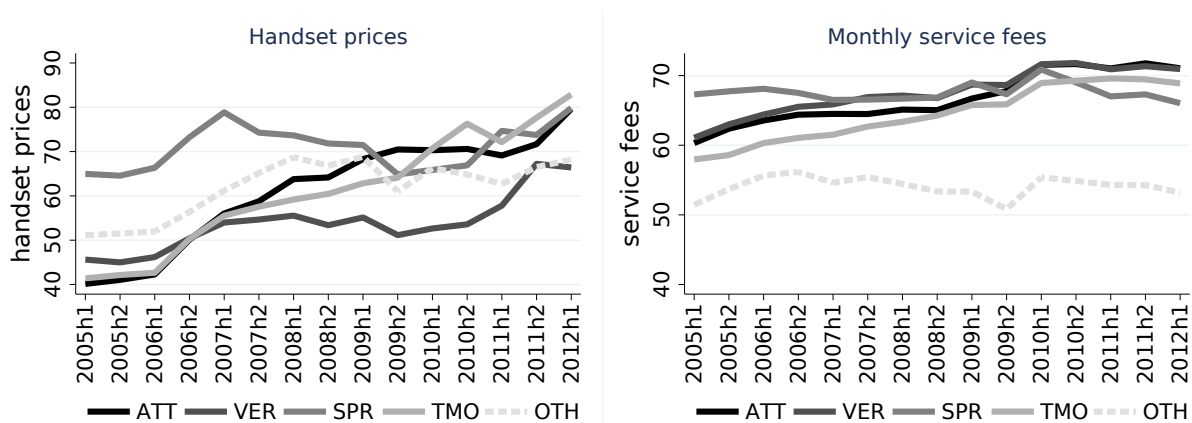 Handset prices
handset prices
90
80
70
60
50
40
2005h1
2005h2
2006h1
2006h2
2007h1
2007h2
2008h1
2008h2
2009h1
2009h2
2010h1
2010h2
2011h1
2011h2
2012h1
ATT VER SPR TMO OTH
Monthly service fees
service fees
70
60
50
40
2005h1
2005h2
2006h1
2006h2
2007h1
2007h2
2008h1
2008h2
2009h1
2009h2
2010h1
2010h2
2011h1
2011h2
2012h1
ATT VER SPR TMO OTH